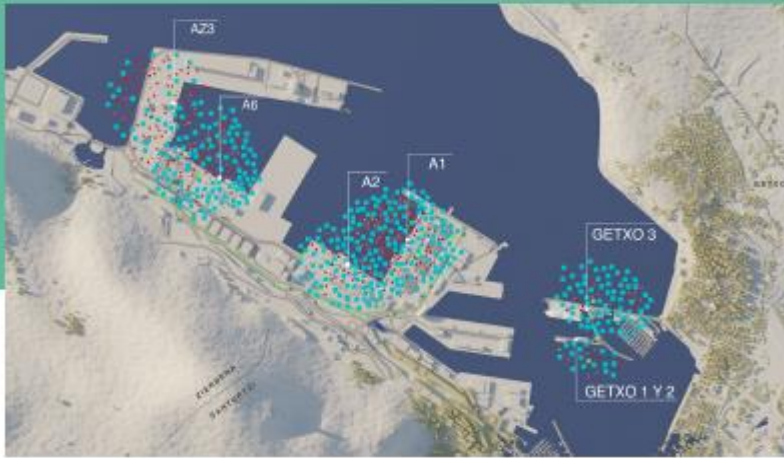 AZ3
A6
A1
A2
GETXO 3
GETXO 1 Y 2
ZIERBENA
SANTURTZI